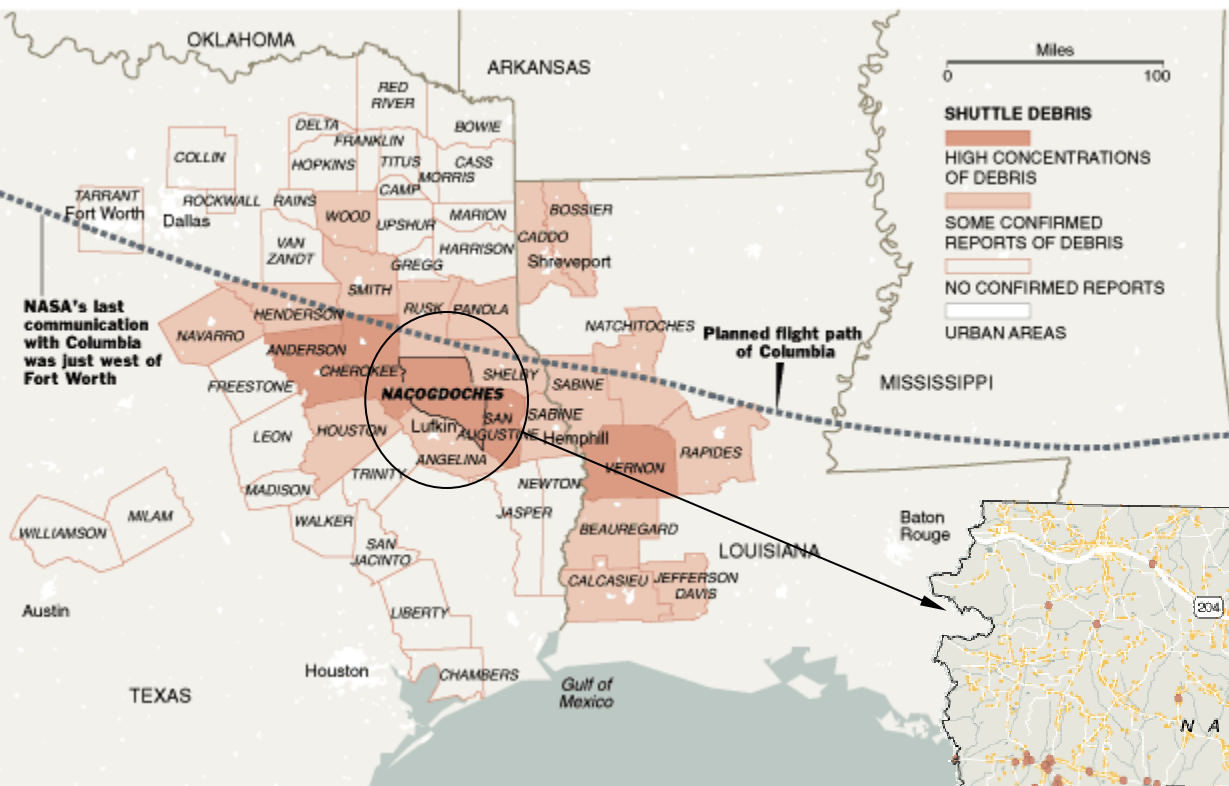 OKLAHOMA
ARKANSAS
Miles
0 100
SHUTTLE DEBRIS
HIGH CONCENTRATIONS
OF DEBRIS
SOME CONFIRMED
REPORTS OF DEBRIS
NO CONFIRMED REPORTS
URBAN AREAS
RED
RIVER
DELTA
BOWIE
FRANKLIN
COLLIN
HOPKINS
TITUS
CASS
MORRIS
CAMP
TARRANT
Fort Worth
ROCKWALL
Dallas
RAINS
WOOD
UPSHUR
MARION
BOSSIER
CADDO
Shreveport
VAN
ZANDT
HARRISON
GREGG
SMITH
NASA's last
communication
with Columbia
was just west of
Fort Worth
HENDERSON
RUSK
PANOLA
NAVARRO
NATCHITOCHES
Planned flight path
of Columbia
ANDERSON
CHEROKEE
SHELBY
SABINE
MISSISSIPPI
FREESTONE
NACOGDOCHES
SAN
AUGUSTINE
SABINE
LEON
HOUSTON
Lufkin
Hemphill
ANGELINA
VERNON
RAPIDES
TRINITY
MADISON
NEWTON
JASPER
WILLIAMSON
MILAM
WALKER
SAN
JACINTO
BEAUREGARD
LOUISIANA
Baton
Rouge
CALCASIEU
JEFFERSON
DAVIS
Austin
LIBERTY
204
Houston
CHAMBERS
TEXAS
Gulf of
Mexico
N A